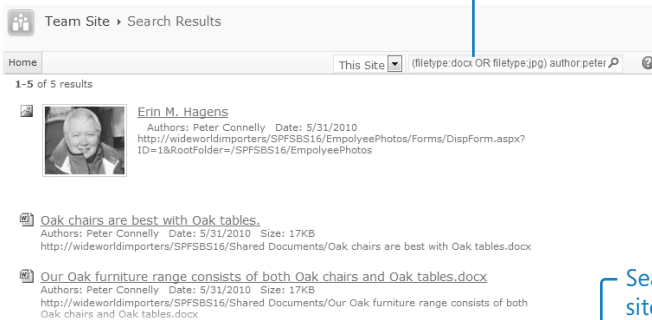 Team Site ▸ Search Results
Home
This Site (filetype:docx OR filetype:jpg) author:peter
1-5 of 5 results
Erin M. Hagens
Authors: Peter Connelly Date: 5/31/2010
http://wideworldimporters/SPFSBS16/EmpolyeePhotos/Forms/DispForm.aspx?
ID=1&RootFolder=/SPFSBS16/EmpolyeePhotos
Oak chairs are best with Oak tables.
Authors: Peter Connelly Date: 5/31/2010 Size: 17KB
http://wideworldimporters/SPFSBS16/Shared Documents/Oak chairs are best with Oak tables.docx
Our Oak furniture range consists of both Oak chairs and Oak tables.docx
Authors: Peter Connelly Date: 5/31/2010 Size: 17KB
http://wideworldimporters/SPFSBS16/Shared Documents/Our Oak furniture range consists of both
Oak chairs and Oak tables.docx